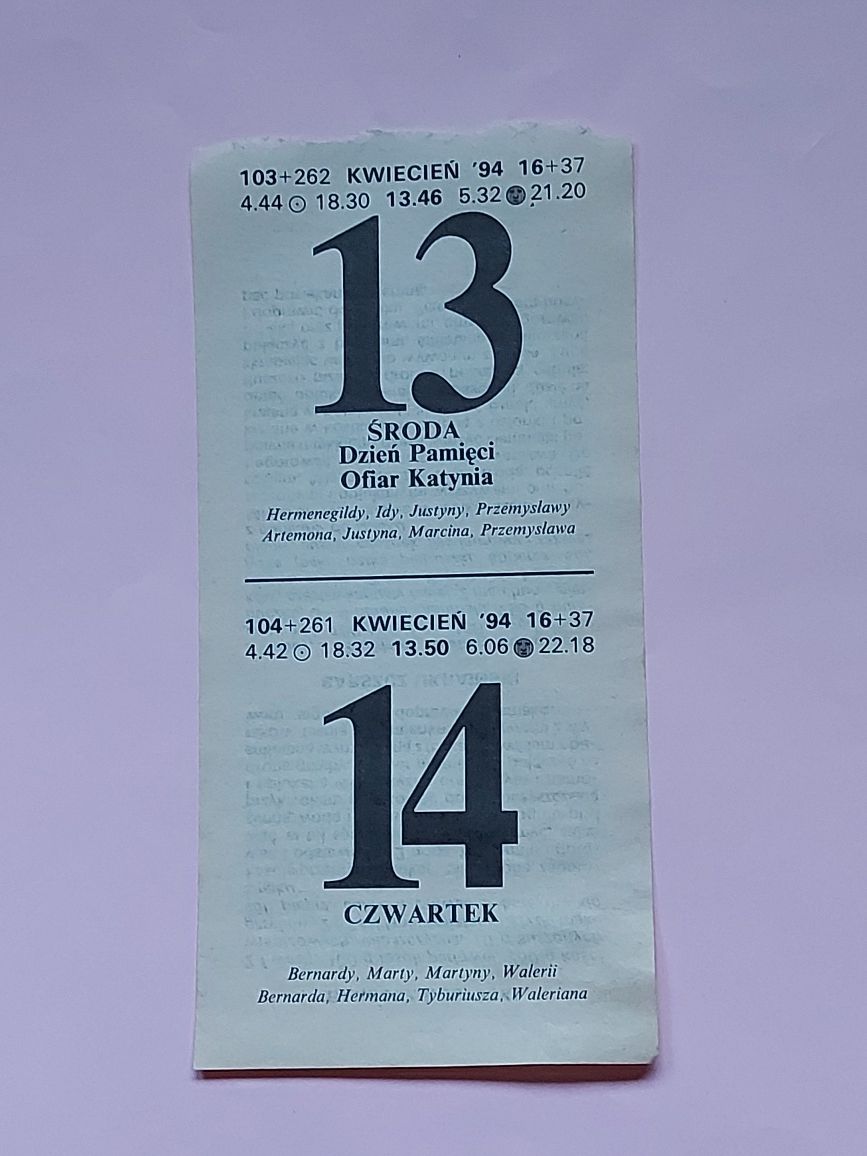 103+262 KWIECIEŃ '94 16+37
4.44 ☉ 18.30 13.46 5.32 21.20
13
ŚRODA
Dzień Pamięci
Ofiar Katynia
Hermenegildy, Idy, Justyny, Przemysławy
Artemona, Justyna, Marcina, Przemysława
104+261 KWIECIEŃ '94 16+37
4.42 ☉ 18.32 13.50 6.06 22.18
14
CZWARTEK
Bernardy, Marty, Martyny, Walerii
Bernarda, Hermana, Tyburiusza, Waleriana